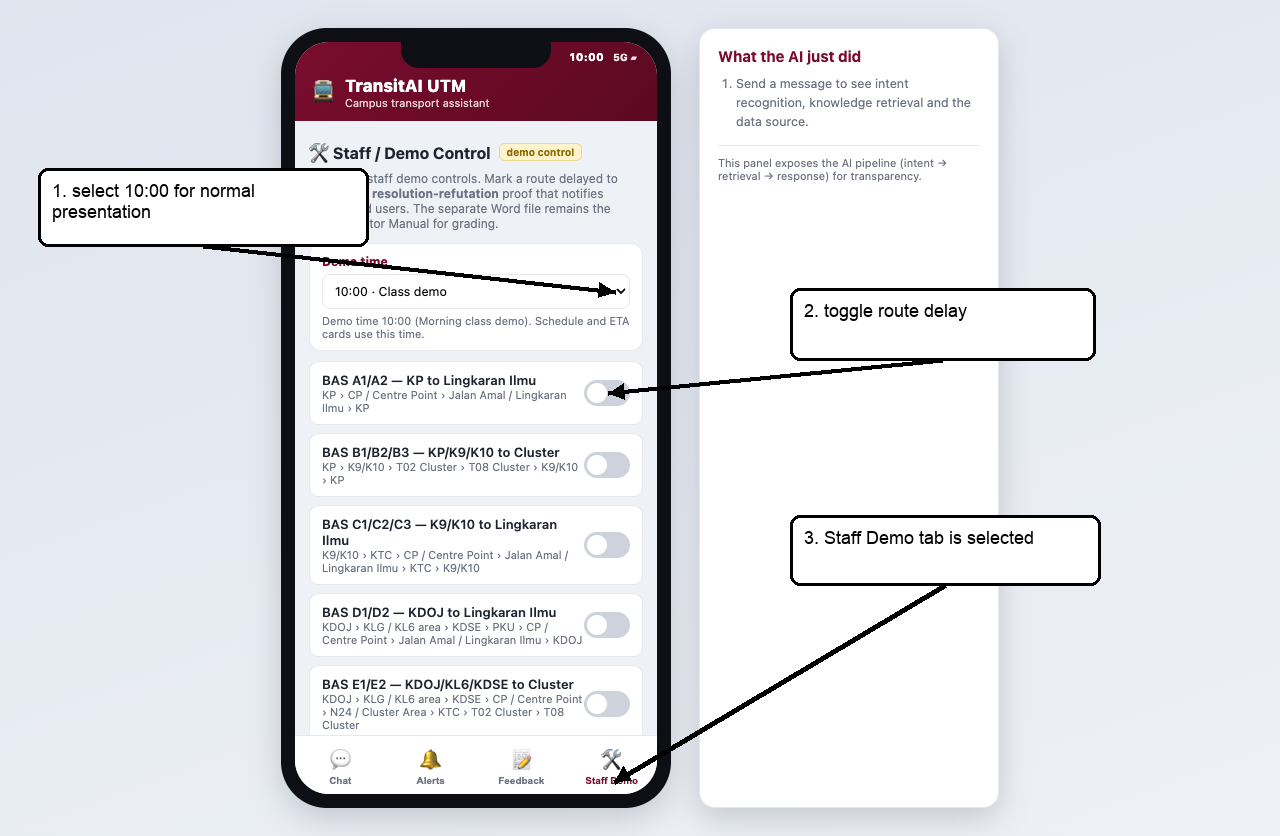 10:00 5G
TransitAI UTM
Campus transport assistant
Staff / Demo Control demo control
staff demo controls. Mark a route delayed to
resolution-refutation proof that notifies
users. The separate Word file remains the
Manual for grading.
1. select 10:00 for normal
presentation
Demo time
10:00 · Class demo
Demo time 10:00 (Morning class demo). Schedule and ETA
cards use this time.
BAS A1/A2 — KP to Lingkaran Ilmu
KP › CP / Centre Point › Jalan Amal / Lingkaran
Ilmu › KP
BAS B1/B2/B3 — KP/K9/K10 to Cluster
KP › K9/K10 › T02 Cluster › T08 Cluster › K9/K10
› KP
BAS C1/C2/C3 — K9/K10 to Lingkaran
Ilmu
K9/K10 › KTC › CP / Centre Point › Jalan Amal /
Lingkaran Ilmu › KTC › K9/K10
BAS D1/D2 — KDOJ to Lingkaran Ilmu
KDOJ › KLG / KL6 area › KDSE › PKU › CP /
Centre Point › Jalan Amal / Lingkaran Ilmu › KDOJ
BAS E1/E2 — KDOJ/KL6/KDSE to Cluster
KDOJ › KLG / KL6 area › KDSE › CP / Centre Point
› N24 / Cluster Area › KTC › T02 Cluster › T08
Cluster
Chat Alerts Feedback Staff Demo
What the AI just did
1. Send a message to see intent
recognition, knowledge retrieval and the
data source.
This panel exposes the AI pipeline (intent →
retrieval → response) for transparency.
2. toggle route delay
3. Staff Demo tab is selected